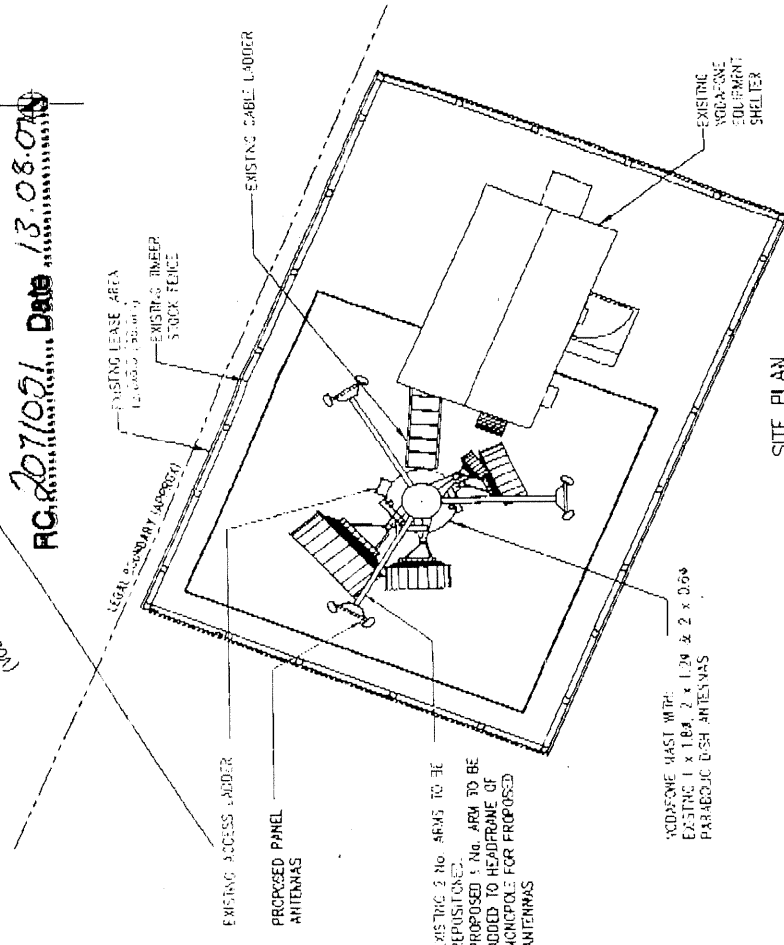 RC 2071051 Date 13.08.07
EXISTING LEASE AREA
EXISTING TIMBER
STOCK FENCE
EXISTING CABLE LADDER
LEGAL BOUNDARY (APPROX)
EXISTING
VODAFONE
EQUIPMENT
SHELTER
EXISTING ACCESS LADDER
PROPOSED PANEL
ANTENNAS
EXISTING 2 No. ARMS TO BE
REPOSITIONED.
PROPOSED 1 No. ARM TO BE
ADDED TO HEADFRAME OF
MONOPOLE FOR PROPOSED
ANTENNAS
VODAFONE MAST WITH:
EXISTING 1 x 1.8Ø, 2 x 1.2Ø & 2 x 0.6Ø
PARABOLIC DISH ANTENNAS
SITE PLAN